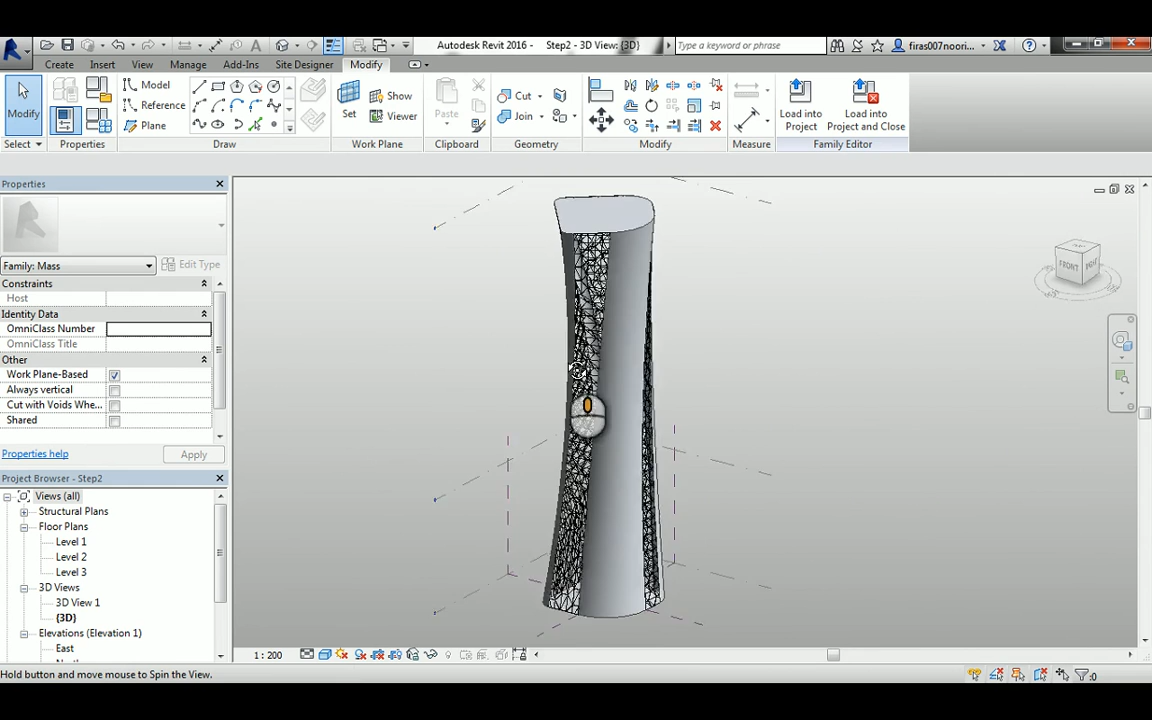 Autodesk Revit 2016 - Step2 - 3D View: {3D}
Type a keyword or phrase
firas007noori...
Create Insert View Manage Add-Ins Site Designer Modify
Modify
Model
Reference
Plane
Set
Show
Viewer
Paste
Cut
Join
Load into Project
Load into Project and Close
Select Properties Draw Work Plane Clipboard Geometry Modify Measure Family Editor
Properties
Family: Mass
Edit Type
Constraints
Host
Identity Data
OmniClass Number
OmniClass Title
Other
Work Plane-Based
Always vertical
Cut with Voids Whe...
Shared
Properties help
Apply
Project Browser - Step2
Views (all)
Structural Plans
Floor Plans
Level 1
Level 2
Level 3
3D Views
3D View 1
{3D}
Elevations (Elevation 1)
East
FRONT
1 : 200
Hold button and move mouse to Spin the View.
:0